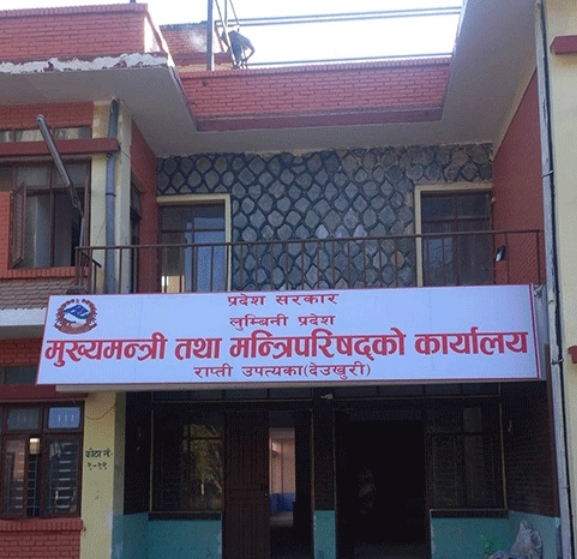 प्रदेश सरकार
लुम्बिनी प्रदेश
मुख्यमन्त्री तथा मन्त्रिपरिषद्को कार्यालय
राप्ती उपत्यका(देउखुरी)
कोठा नं.